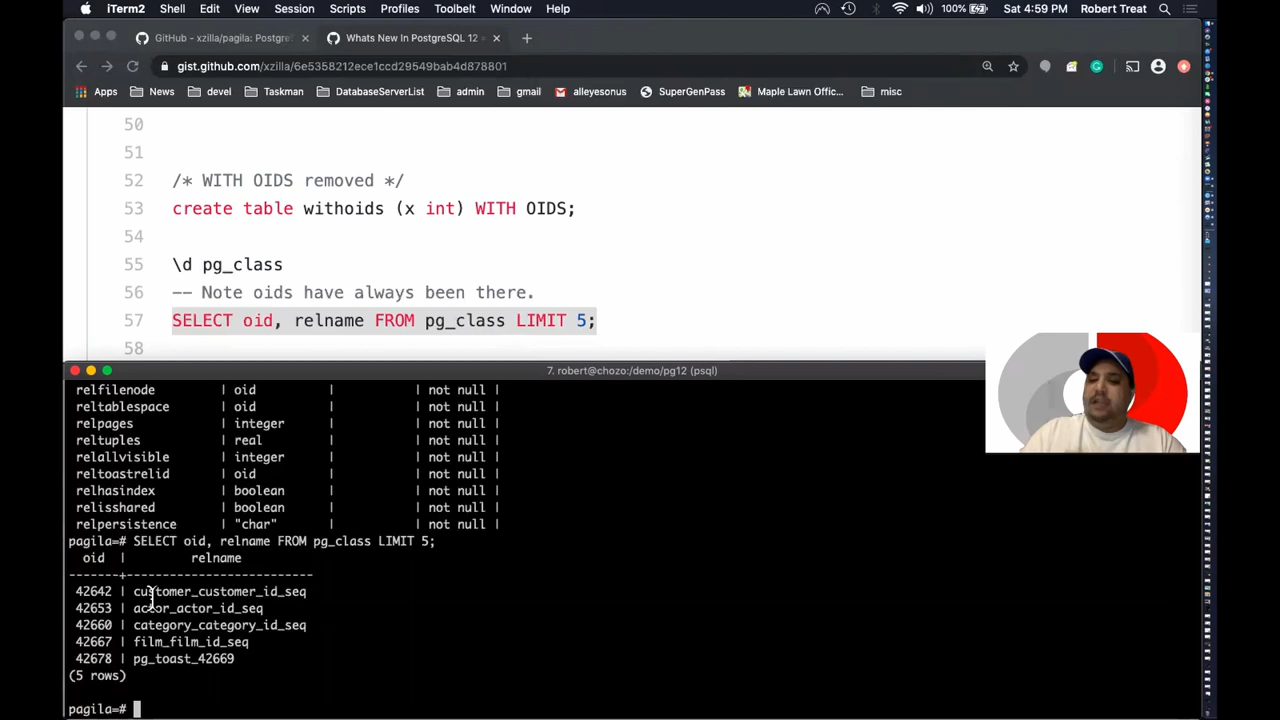 iTerm2 Shell Edit View Session Scripts Profiles Toolbelt Window Help 100% Sat 4:59 PM Robert Treat
GitHub - xzilla/pagila: Postgre × Whats New In PostgreSQL 12 × +
gist.github.com/xzilla/6e5358212ece1ccd29549bab4d878801
Apps News devel Taskman DatabaseServerList admin gmail alleyesonus SuperGenPass Maple Lawn Offic... misc
50
51
52 /* WITH OIDS removed */
53 create table withoids (x int) WITH OIDS;
54
55 \d pg_class
56 -- Note oids have always been there.
57 SELECT oid, relname FROM pg_class LIMIT 5;
58
7. robert@chozo:/demo/pg12 (psql)
relfilenode | oid | | not null |
reltablespace | oid | | not null |
relpages | integer | | not null |
reltuples | real | | not null |
relallvisible | integer | | not null |
reltoastrelid | oid | | not null |
relhasindex | boolean | | not null |
relisshared | boolean | | not null |
relpersistence | "char" | | not null |
pagila=# SELECT oid, relname FROM pg_class LIMIT 5;
oid | relname
-------+---------------------------
42642 | customer_customer_id_seq
42653 | actor_actor_id_seq
42660 | category_category_id_seq
42667 | film_film_id_seq
42678 | pg_toast_42669
(5 rows)
pagila=#